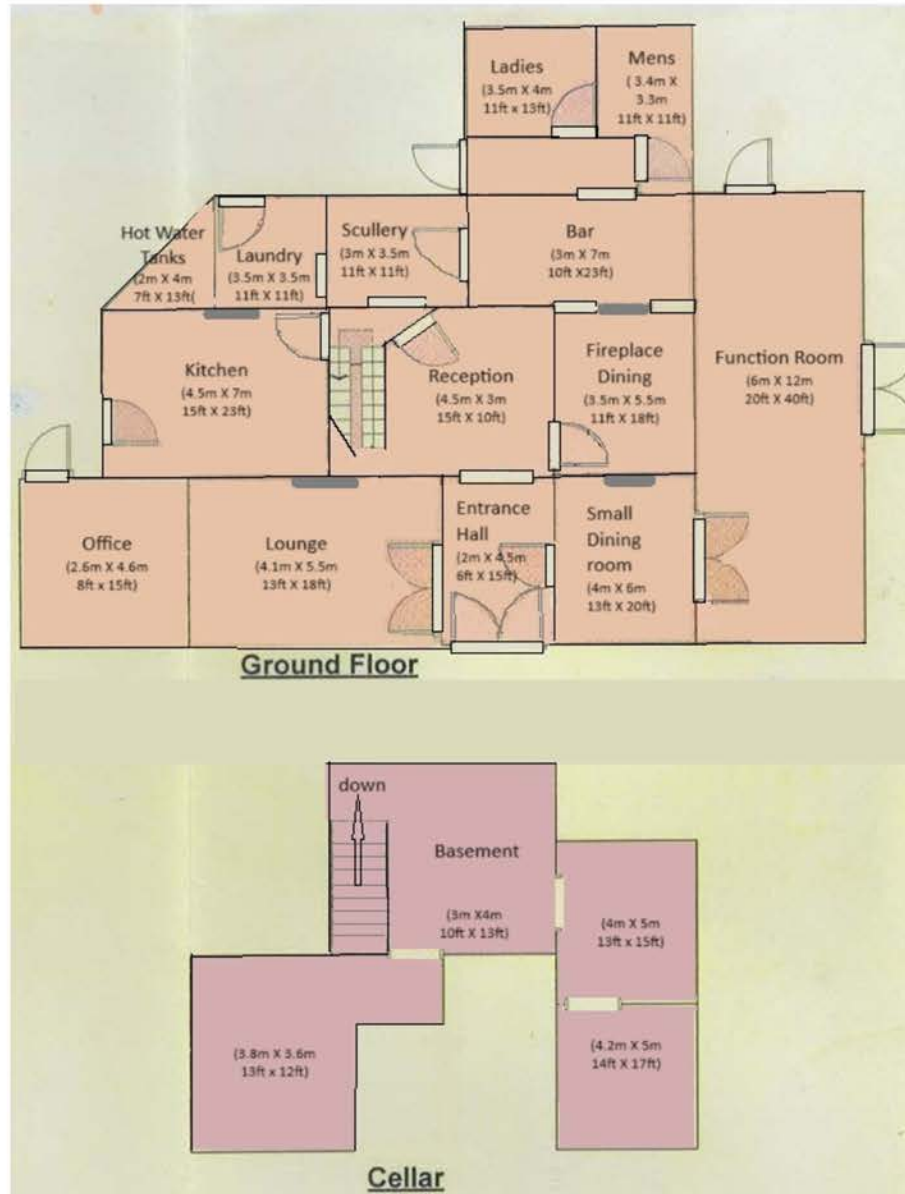 Ladies
(3.5m X 4m
11ft x 13ft)
Mens
( 3.4m X
3.3m
11ft X 11ft)
Hot Water
Tanks
(2m X 4m
7ft X 13ft(
Laundry
(3.5m X 3.5m
11ft X 11ft)
Scullery
(3m X 3.5m
11ft X 11ft)
Bar
(3m X 7m
10ft X23ft)
Kitchen
(4.5m X 7m
15ft X 23ft)
Reception
(4.5m X 3m
15ft X 10ft)
Fireplace
Dining
(3.5m X 5.5m
11ft X 18ft)
Function Room
(6m X 12m
20ft X 40ft)
Office
(2.6m X 4.6m
8ft x 15ft)
Lounge
(4.1m X 5.5m
13ft X 18ft)
Entrance
Hall
(2m X 4.5m
6ft X 15ft)
Small
Dining
room
(4m X 6m
13ft X 20ft)
Ground Floor
down
Basement
(3m X4m
10ft X 13ft)
(4m X 5m
13ft x 15ft)
(3.8m X 3.6m
13ft x 12ft)
(4.2m X 5m
14ft X 17ft)
Cellar